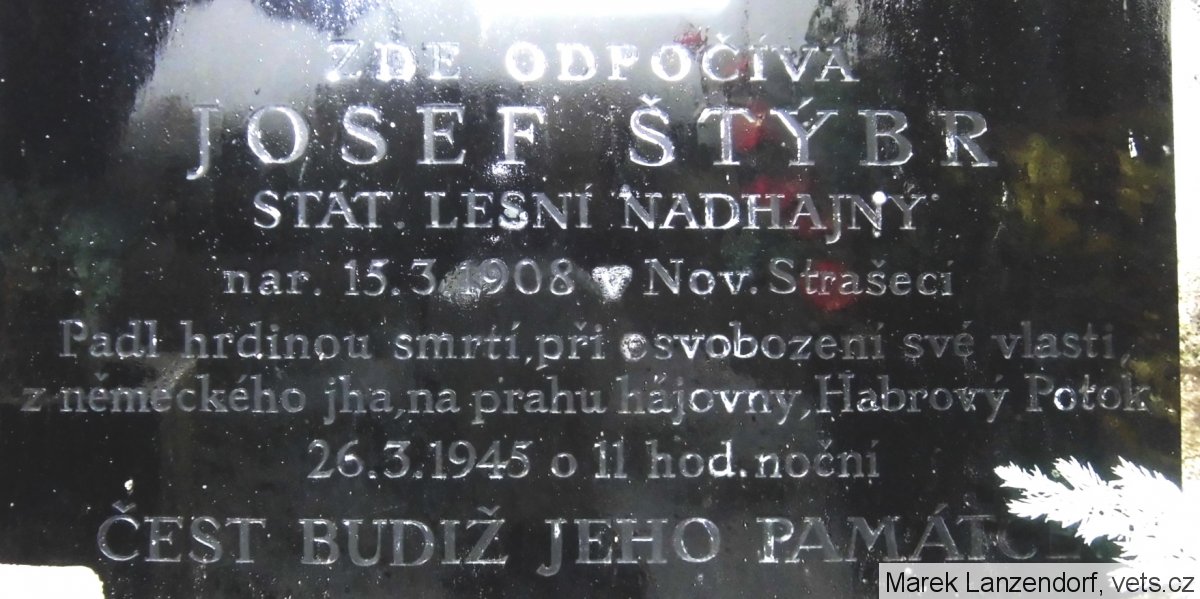 ZDE ODPOČÍVÁ
JOSEF ŠTÝBR
STÁT. LESNÍ NADHAJNÝ
nar. 15.3.1908 v Nov. Strašecí
Padl hrdinou smrtí, při osvobození své vlasti
z německého jha, na prahu hájovny, Habrový Potok
26.3.1945 o 11 hod. noční
ČEST BUDIŽ JEHO
Marek Lanzendorf, vets.cz